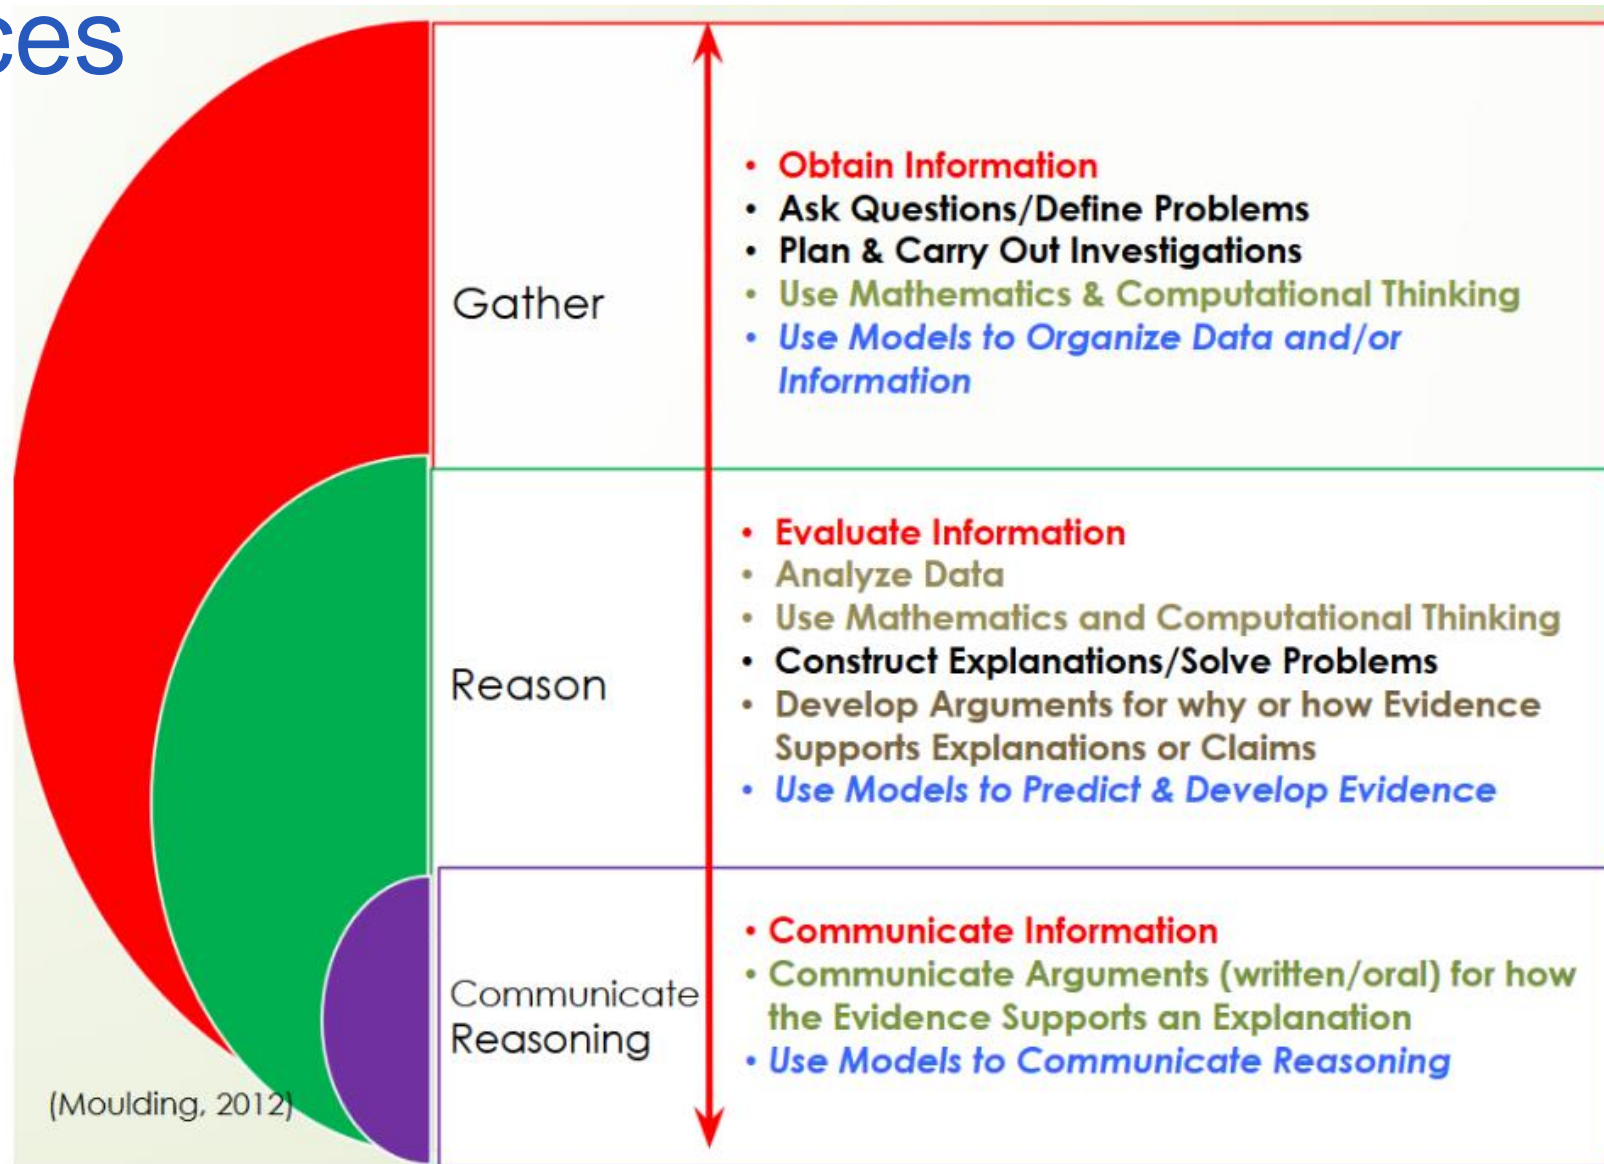 ces
Gather
• Obtain Information
• Ask Questions/Define Problems
• Plan & Carry Out Investigations
• Use Mathematics & Computational Thinking
• Use Models to Organize Data and/or
Information
Reason
• Evaluate Information
• Analyze Data
• Use Mathematics and Computational Thinking
• Construct Explanations/Solve Problems
• Develop Arguments for why or how Evidence
Supports Explanations or Claims
• Use Models to Predict & Develop Evidence
Communicate
Reasoning
• Communicate Information
• Communicate Arguments (written/oral) for how
the Evidence Supports an Explanation
• Use Models to Communicate Reasoning
(Moulding, 2012)